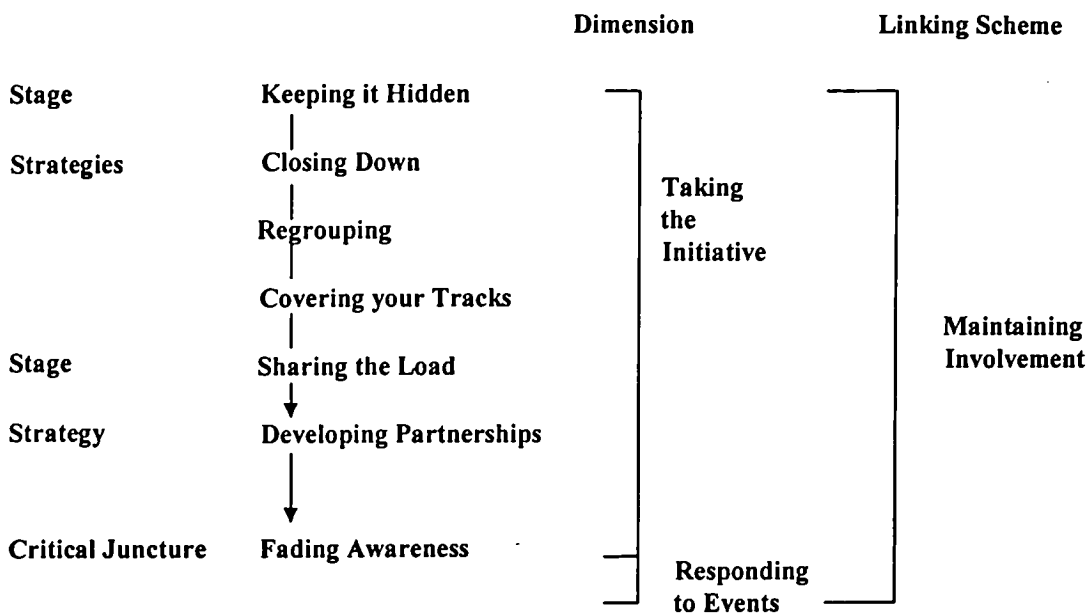 Dimension Linking Scheme
Stage Keeping it Hidden
Strategies Closing Down
Taking
the
Initiative
Regrouping
Covering your Tracks
Maintaining
Involvement
Stage Sharing the Load
Strategy Developing Partnerships
Critical Juncture Fading Awareness
Responding
to Events